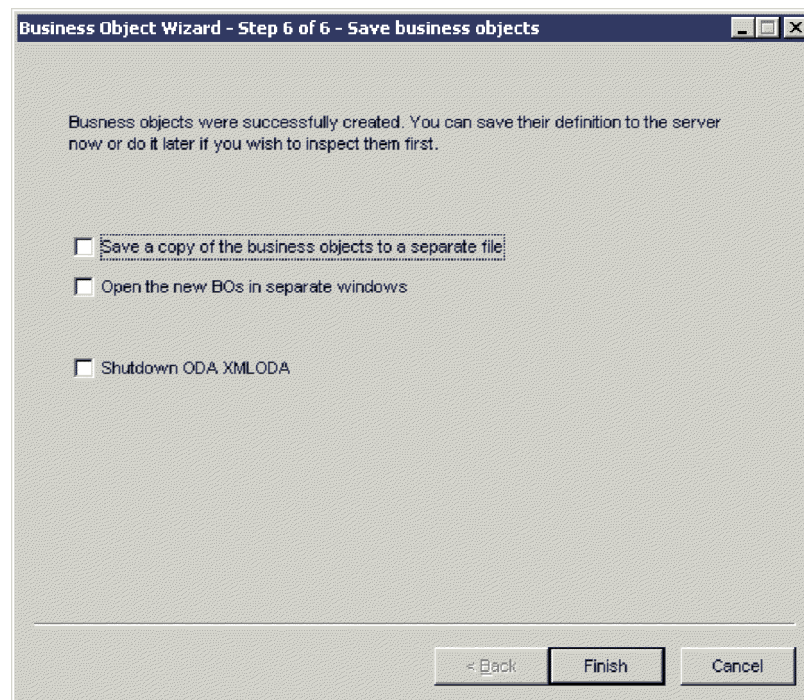 Business Object Wizard - Step 6 of 6 - Save business objects
Busness objects were successfully created. You can save their definition to the server
now or do it later if you wish to inspect them first.
Save a copy of the business objects to a separate file
Open the new BOs in separate windows
Shutdown ODA XMLODA
< Back
Finish
Cancel